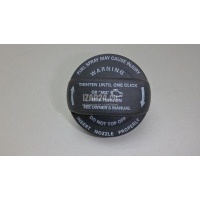 FUEL SPRAY MAY CAUSE INJURY
WARNING
TIGHTEN UNTIL ONE CLICK
SEE OWNER'S MANUAL
DO NOT TOP OFF
INSERT NOZZLE PROPERLY